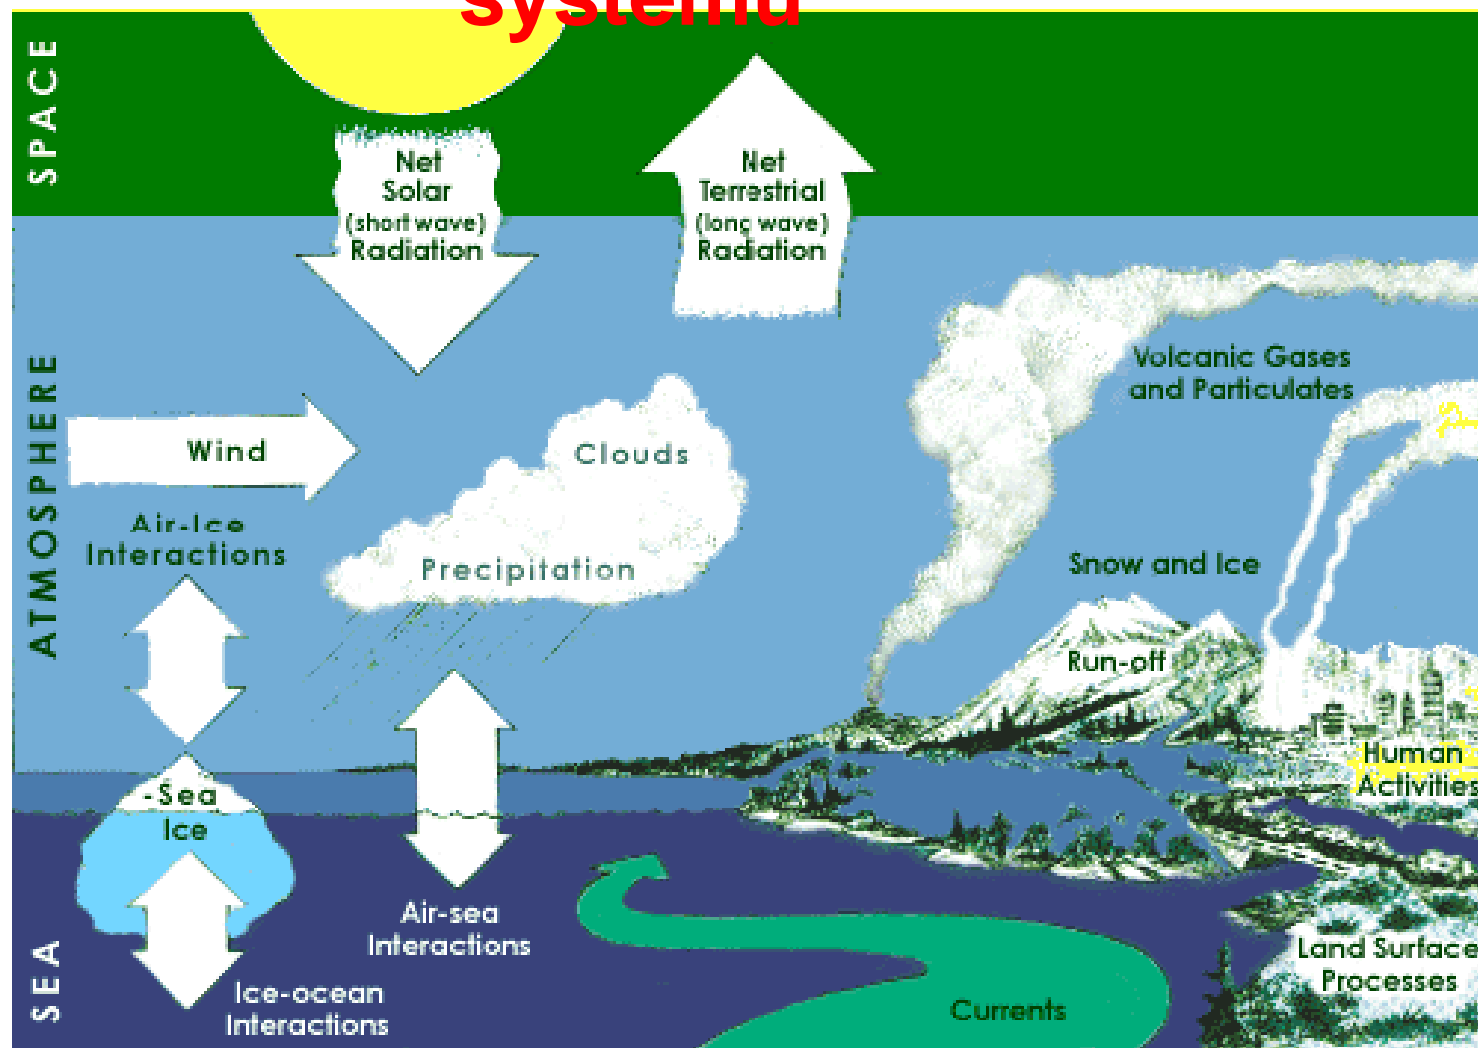 systému
SPACE
Net
Solar
(short wave)
Radiation
Net
Terrestrial
(long wave)
Radiation
ATMOSPHERE
Volcanic Gases
and Particulates
Wind
Clouds
Air-Ice
Interactions
Precipitation
Snow and Ice
Run-off
Human
Activities
-Sea
Ice
Air-sea
Interactions
SEA
Land Surface
Processes
Ice-ocean
Interactions
Currents